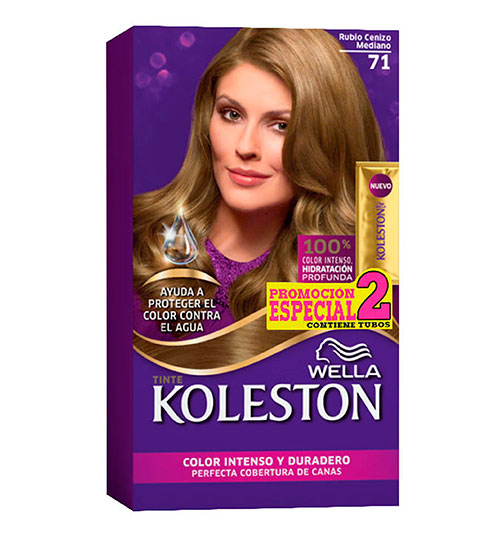 Rubio Cenizo
Mediano
71
NUEVO
KOLESTON
100%
COLOR INTENSO,
HIDRATACIÓN
PROFUNDA
AYUDA A
PROTEGER EL
COLOR CONTRA
EL AGUA
PROMOCIÓN
ESPECIAL 2
CONTIENE TUBOS
WELLA
TINTE
KOLESTON
COLOR INTENSO Y DURADERO
PERFECTA COBERTURA DE CANAS